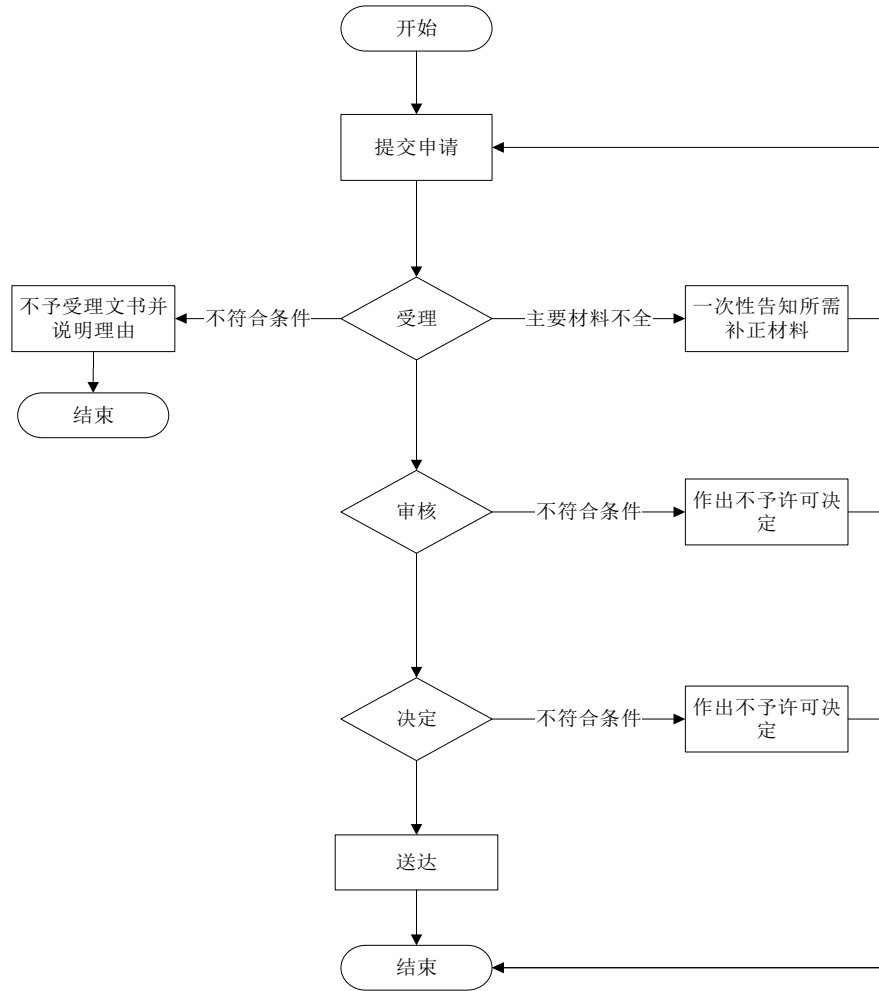 开始
提交申请
不予受理文书并
说明理由
不符合条件
受理
主要材料不全
一次性告知所需
补正材料
结束
审核
不符合条件
作出不予许可决
定
决定
不符合条件
作出不予许可决
定
送达
结束